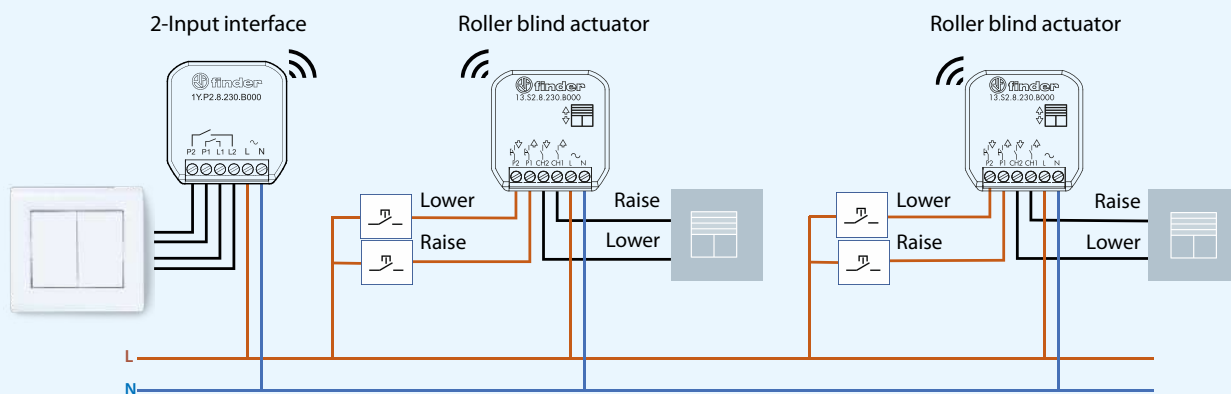 2-Input interface
Roller blind actuator
Roller blind actuator
finder
1Y.P2.8.230.B000
P2 P1 L1 L2 L N
finder
13.S2.8.230.B000
P2 P1 CH2 CH1 L N
finder
13.S2.8.230.B000
P2 P1 CH2 CH1 L N
Lower
Raise
Raise
Lower
Lower
Raise
Raise
Lower
L
N